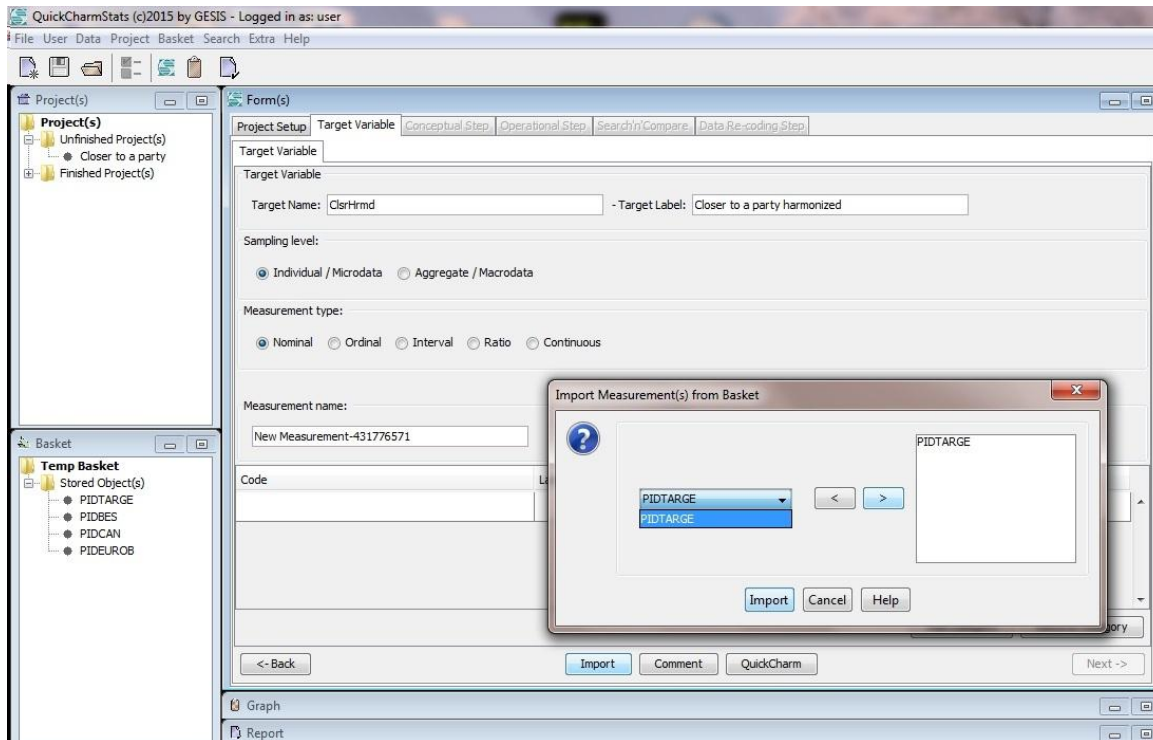 QuickCharmStats (c)2015 by GESIS - Logged in as: user
File User Data Project Basket Search Extra Help
Project(s)
Project(s)
Unfinished Project(s)
Closer to a party
Finished Project(s)
Form(s)
Project Setup Target Variable Conceptual Step Operational Step Search'n'Compare Data Re-coding Step
Target Variable
Target Variable
Target Name: ClsrHrmd - Target Label: Closer to a party harmonized
Sampling level:
Individual / Microdata Aggregate / Macrodata
Measurement type:
Nominal Ordinal Interval Ratio Continuous
Measurement name:
New Measurement-431776571
Code
Import Measurement(s) from Basket
PIDTARGE
PIDTARGE < >
PIDTARGE
Import Cancel Help
<- Back Import Comment QuickCharm Next ->
Basket
Temp Basket
Stored Object(s)
PIDTARGE
PIDBES
PIDCAN
PIDEUROB
Graph
Report